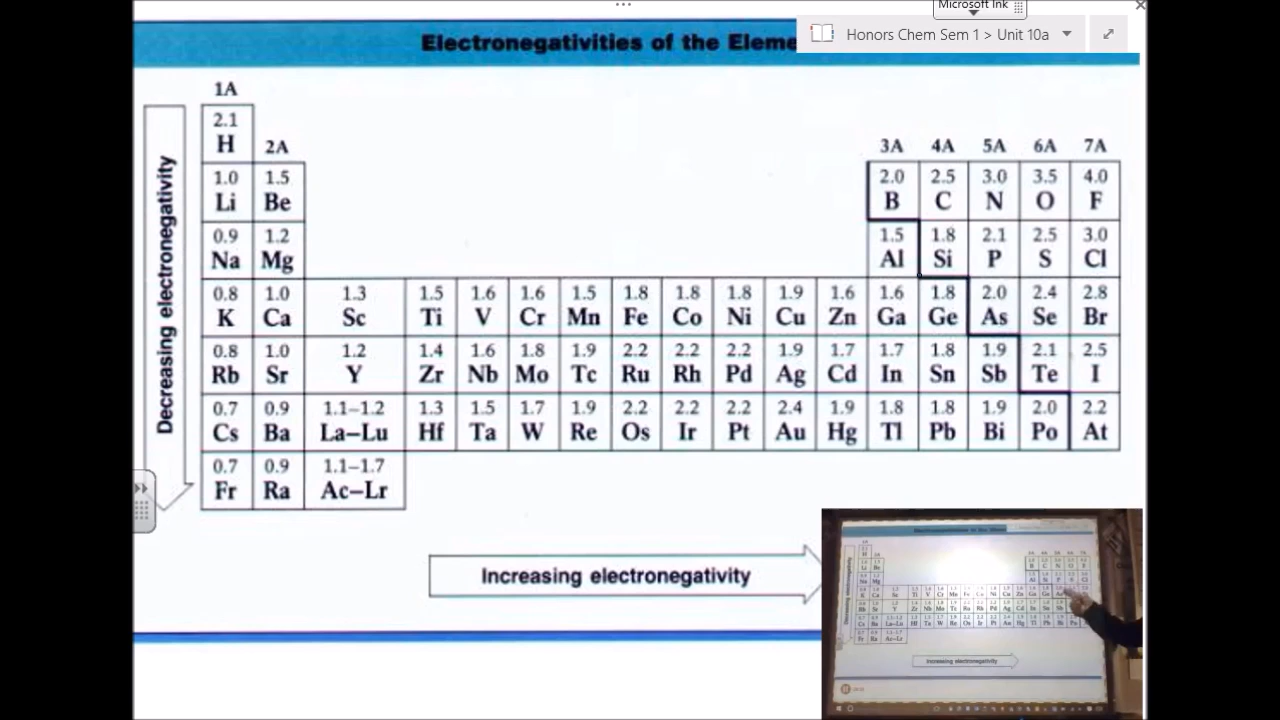 Microsoft Ink
Honors Chem Sem 1 > Unit 10a
Electronegativities of the Eleme
1A
2.1
H 2A 3A 4A 5A 6A 7A
1.0 1.5 2.0 2.5 3.0 3.5 4.0
Li Be B C N O F
0.9 1.2 1.5 1.8 2.1 2.5 3.0
Na Mg Al Si P S Cl
0.8 1.0 1.3 1.5 1.6 1.6 1.5 1.8 1.8 1.8 1.9 1.6 1.6 1.8 2.0 2.4 2.8
K Ca Sc Ti V Cr Mn Fe Co Ni Cu Zn Ga Ge As Se Br
0.8 1.0 1.2 1.4 1.6 1.8 1.9 2.2 2.2 2.2 1.9 1.7 1.7 1.8 1.9 2.1 2.5
Rb Sr Y Zr Nb Mo Tc Ru Rh Pd Ag Cd In Sn Sb Te I
0.7 0.9 1.1–1.2 1.3 1.5 1.7 1.9 2.2 2.2 2.2 2.4 1.9 1.8 1.8 1.9 2.0 2.2
Cs Ba La–Lu Hf Ta W Re Os Ir Pt Au Hg Tl Pb Bi Po At
0.7 0.9 1.1–1.7
Fr Ra Ac–Lr
Decreasing electronegativity
Increasing electronegativity
Increasing electronegativity